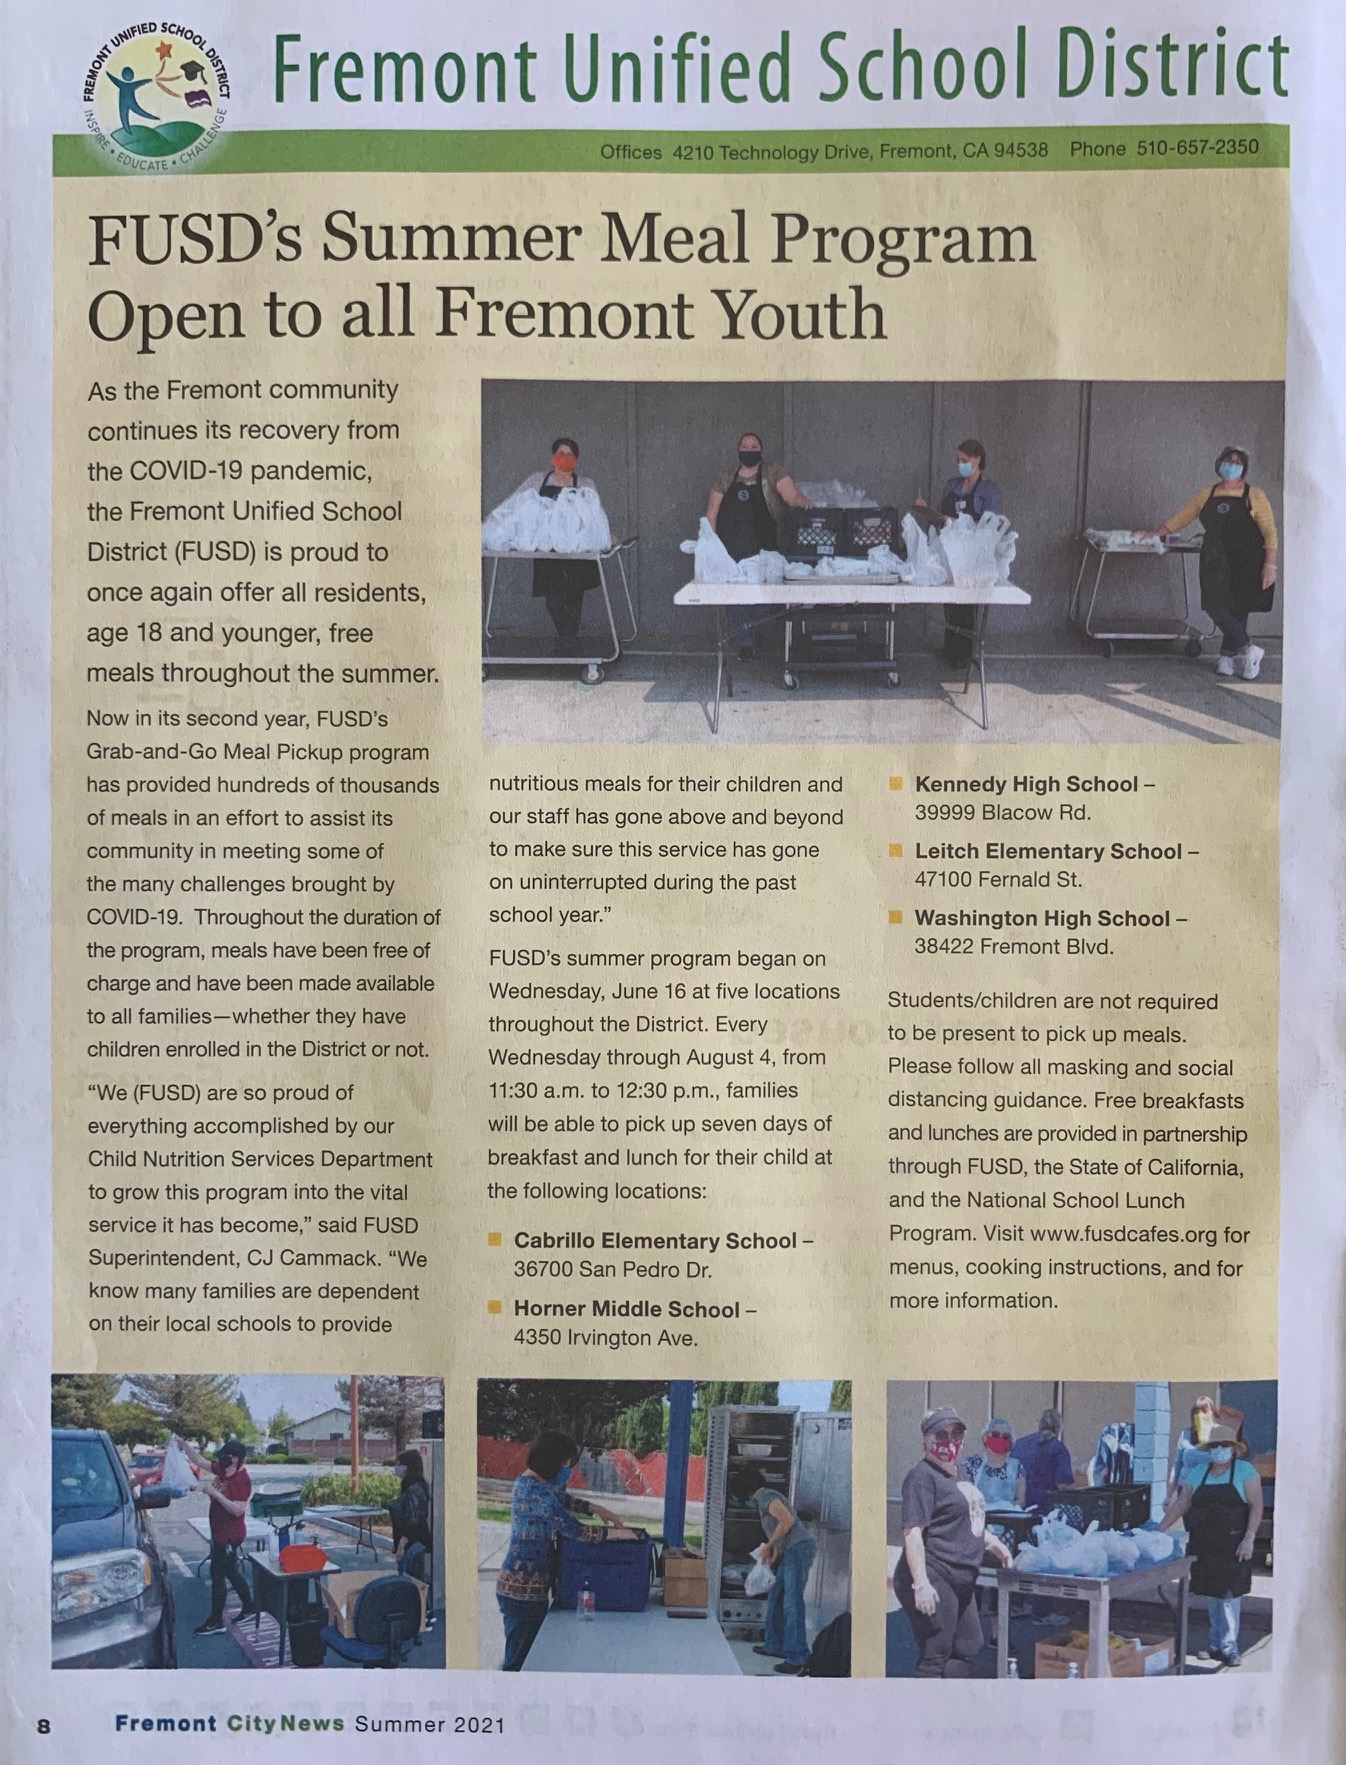 FREMONT UNIFIED SCHOOL DISTRICT
INSPIRE • EDUCATE • CHALLENGE
Fremont Unified School District
Offices 4210 Technology Drive, Fremont, CA 94538 Phone 510-657-2350
FUSD’s Summer Meal Program
Open to all Fremont Youth
As the Fremont community
continues its recovery from
the COVID-19 pandemic,
the Fremont Unified School
District (FUSD) is proud to
once again offer all residents,
age 18 and younger, free
meals throughout the summer.
Now in its second year, FUSD’s
Grab-and-Go Meal Pickup program
has provided hundreds of thousands
of meals in an effort to assist its
community in meeting some of
the many challenges brought by
COVID-19. Throughout the duration of
the program, meals have been free of
charge and have been made available
to all families—whether they have
children enrolled in the District or not.
“We (FUSD) are so proud of
everything accomplished by our
Child Nutrition Services Department
to grow this program into the vital
service it has become,” said FUSD
Superintendent, CJ Cammack. “We
know many families are dependent
on their local schools to provide
nutritious meals for their children and
our staff has gone above and beyond
to make sure this service has gone
on uninterrupted during the past
school year.”
FUSD’s summer program began on
Wednesday, June 16 at five locations
throughout the District. Every
Wednesday through August 4, from
11:30 a.m. to 12:30 p.m., families
will be able to pick up seven days of
breakfast and lunch for their child at
the following locations:
Cabrillo Elementary School –
36700 San Pedro Dr.
Horner Middle School –
4350 Irvington Ave.
Kennedy High School –
39999 Blacow Rd.
Leitch Elementary School –
47100 Fernald St.
Washington High School –
38422 Fremont Blvd.
Students/children are not required
to be present to pick up meals.
Please follow all masking and social
distancing guidance. Free breakfasts
and lunches are provided in partnership
through FUSD, the State of California,
and the National School Lunch
Program. Visit www.fusdcafes.org for
menus, cooking instructions, and for
more information.
8 Fremont City News Summer 2021